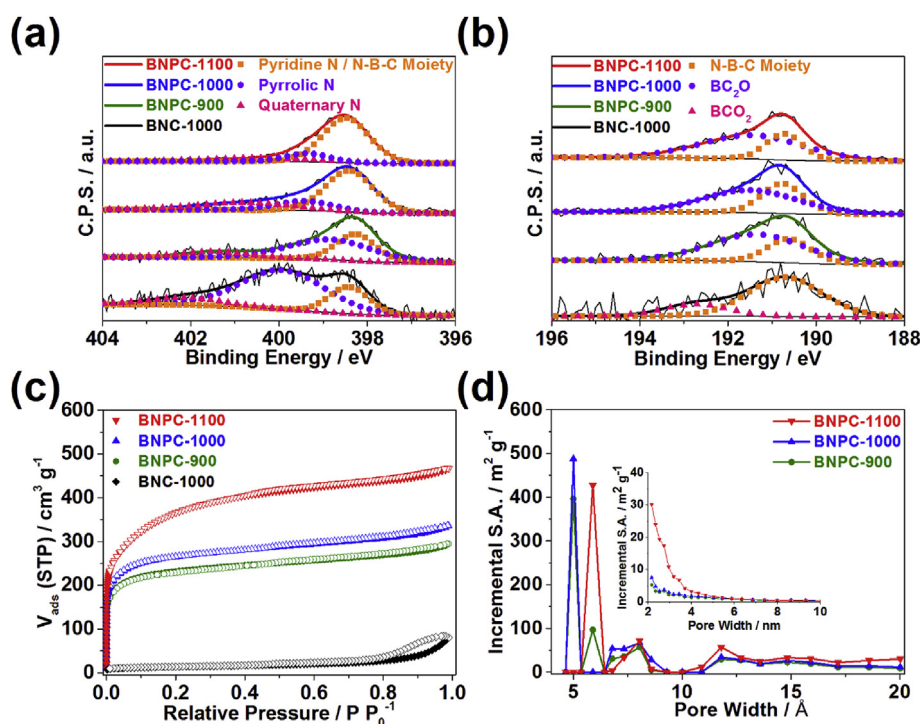 (a)
BNPC-1100
BNPC-1000
BNPC-900
BNC-1000
Pyridine N / N-B-C Moiety
Pyrrolic N
Quaternary N
C.P.S. / a.u.
404 402 400 398 396
Binding Energy / eV
(b)
BNPC-1100
BNPC-1000
BNPC-900
BNC-1000
N-B-C Moiety
BC₂O
BCO₂
C.P.S. / a.u.
196 194 192 190 188
Binding Energy / eV
(c)
BNPC-1100
BNPC-1000
BNPC-900
BNC-1000
600
500
400
300
200
100
0
V_ads (STP) / cm³ g⁻¹
0.0 0.2 0.4 0.6 0.8 1.0
Relative Pressure / P P₀⁻¹
(d)
BNPC-1100
BNPC-1000
BNPC-900
600
500
400
300
200
100
0
Incremental S.A. / m² g⁻¹
5 10 15 20
Pore Width / Å
40
30
20
10
0
Incremental S.A. / m² g⁻¹
2 4 6 8 10
Pore Width / nm